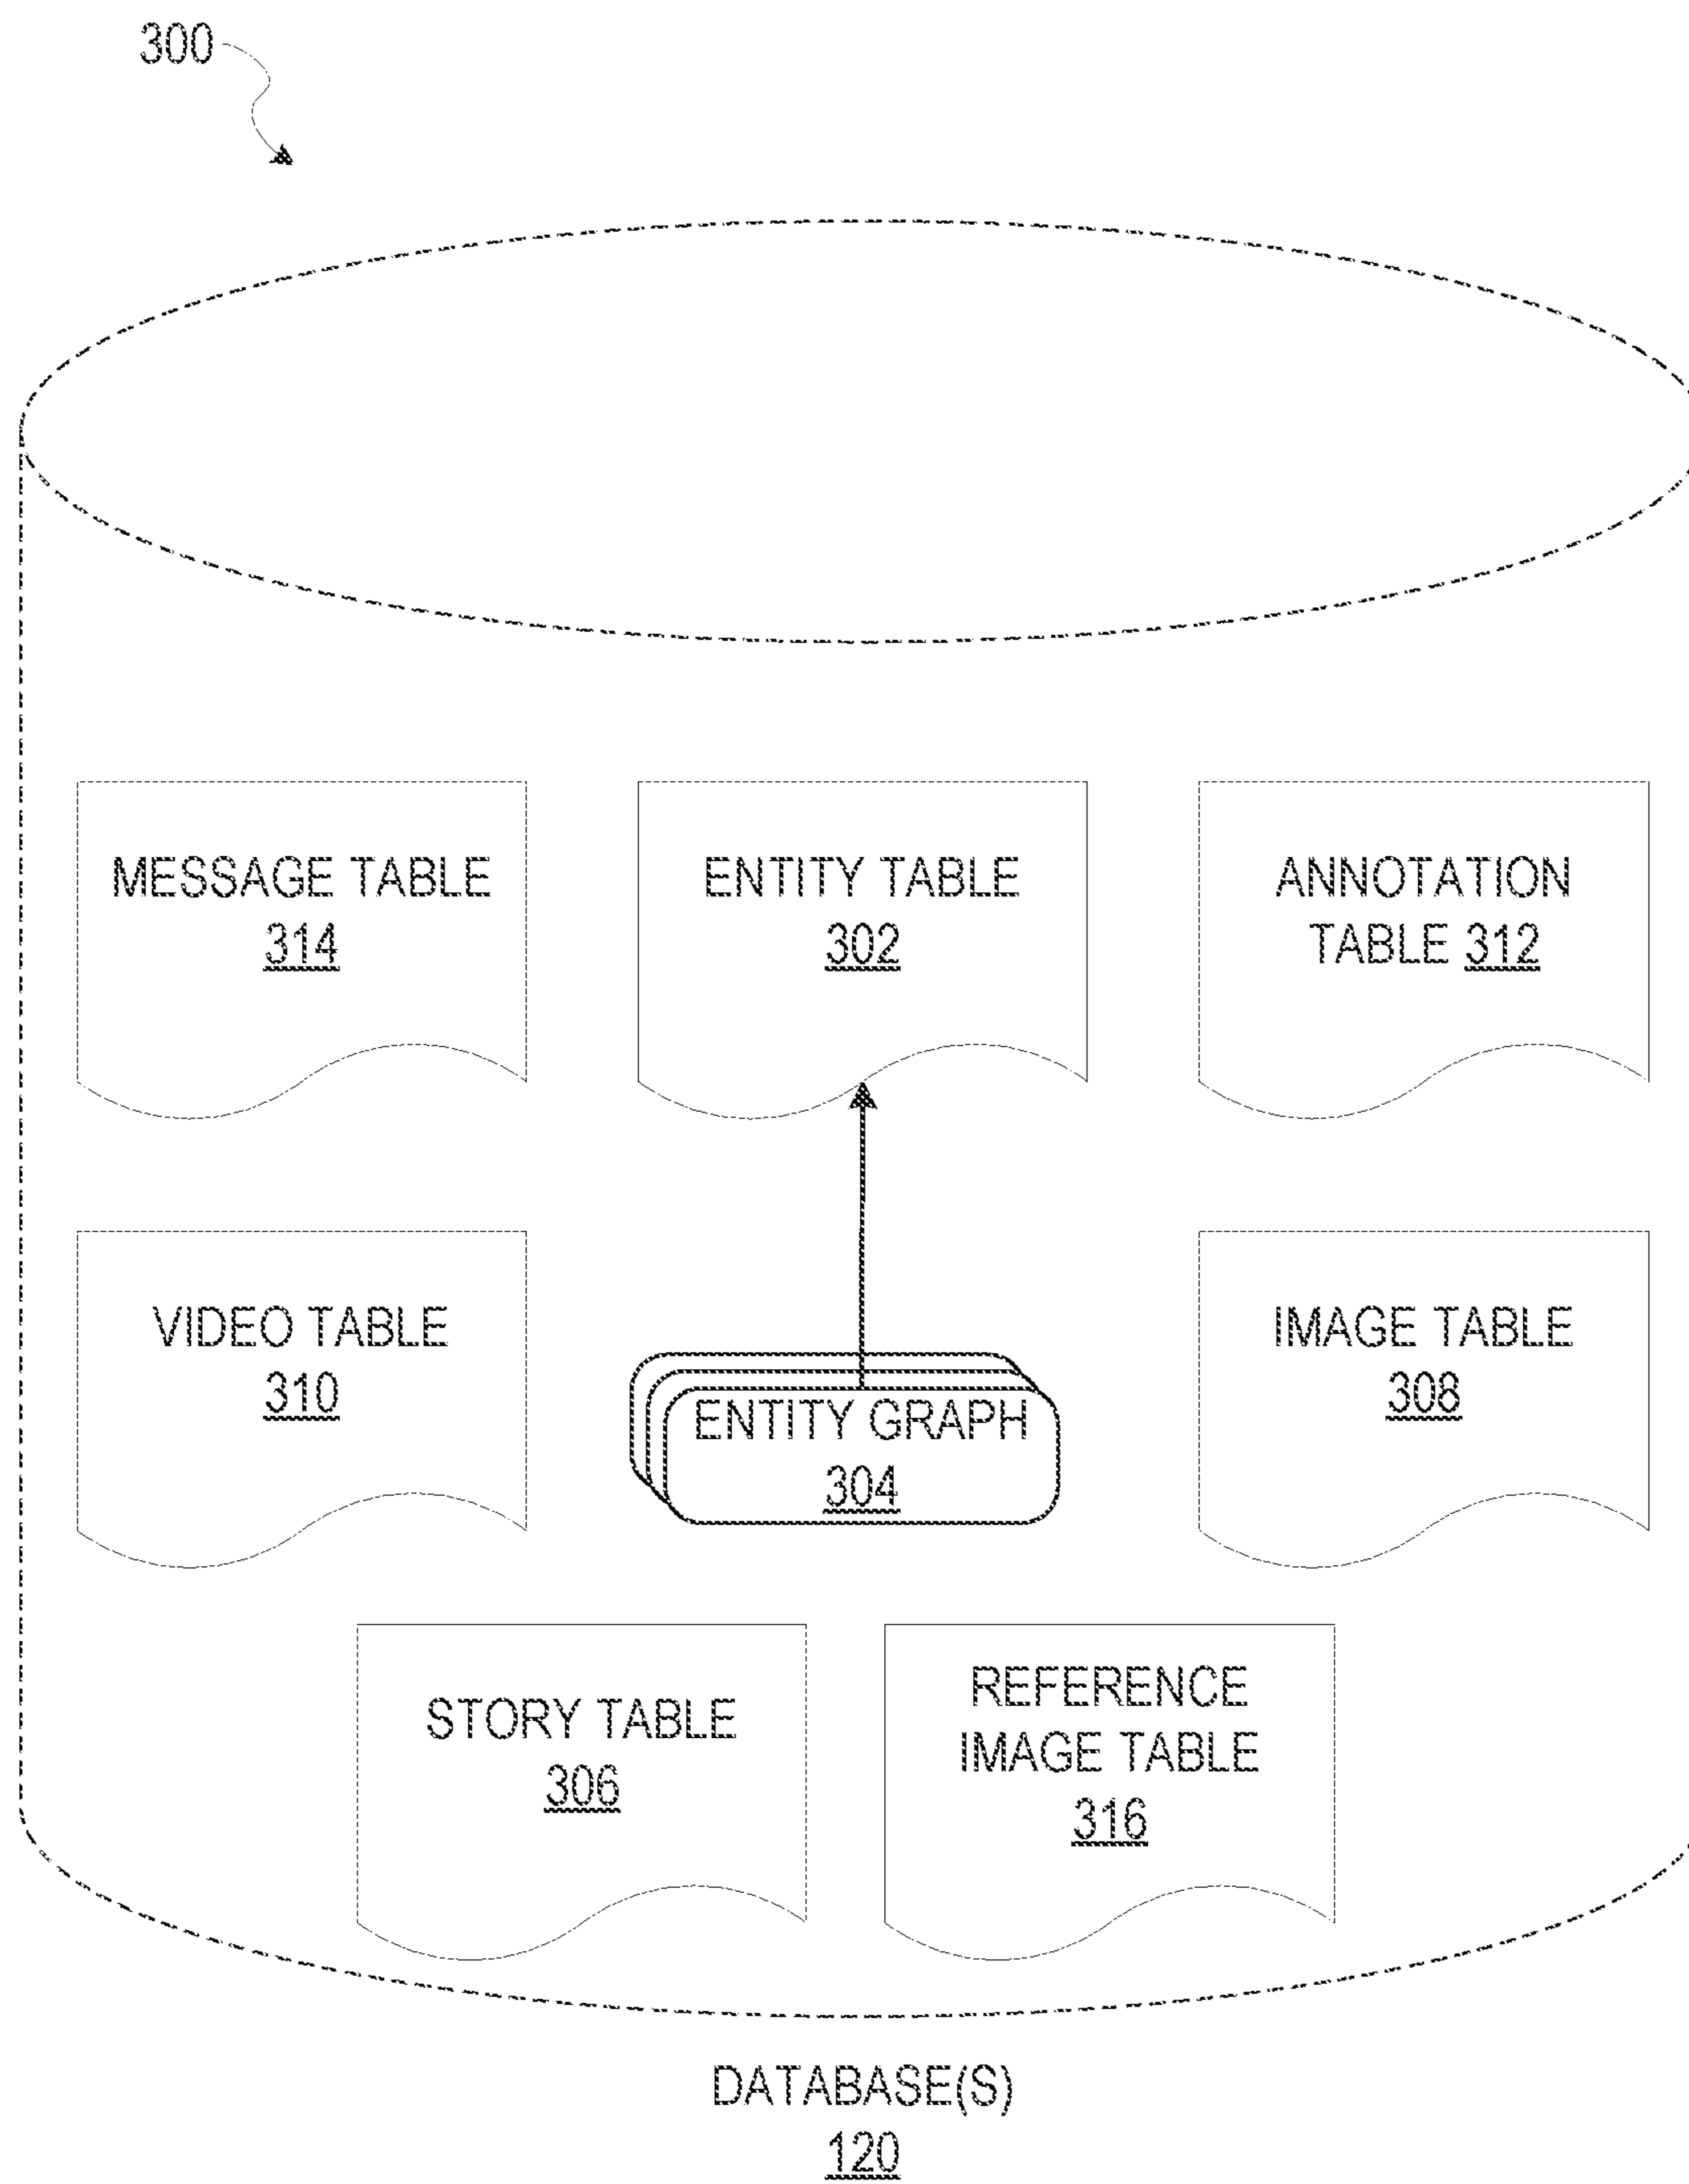 300
MESSAGE TABLE
314
ENTITY TABLE
302
ANNOTATION
TABLE 312
VIDEO TABLE
310
ENTITY GRAPH
304
IMAGE TABLE
308
STORY TABLE
306
REFERENCE
IMAGE TABLE
316
DATABASE(S)
120